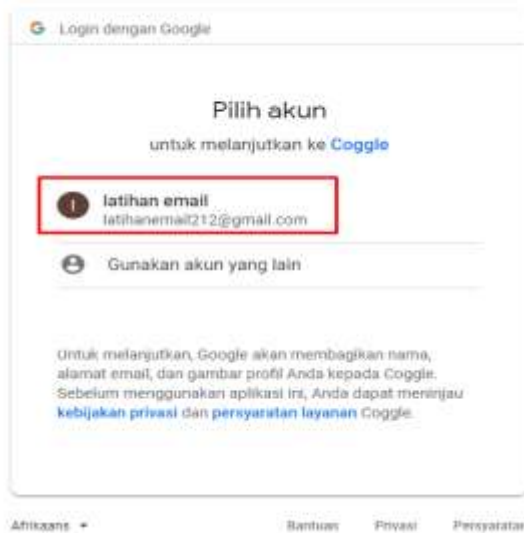 Login dengan Google
Pilih akun
untuk melanjutkan ke Coggle
l
latihan email
latihanemail212@gmail.com
Gunakan akun yang lain
Untuk melanjutkan, Google akan membagikan nama,
alamat email, dan gambar profil Anda kepada Coggle.
Sebelum menggunakan aplikasi ini, Anda dapat meninjau
kebijakan privasi dan persyaratan layanan Coggle.
Afrikaans
Bantuan Privasi Persyaratan